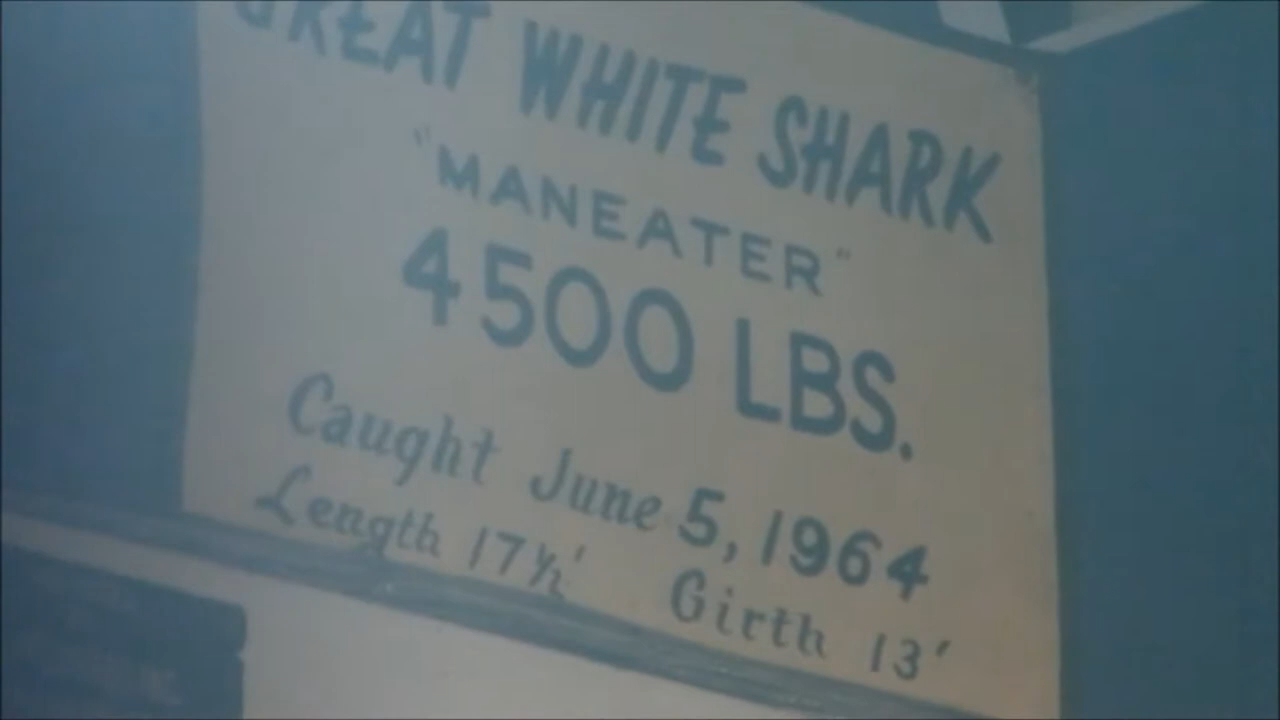 GREAT WHITE SHARK
"MANEATER"
4500 LBS.
Caught June 5, 1964
Length 17½' Girth 13'